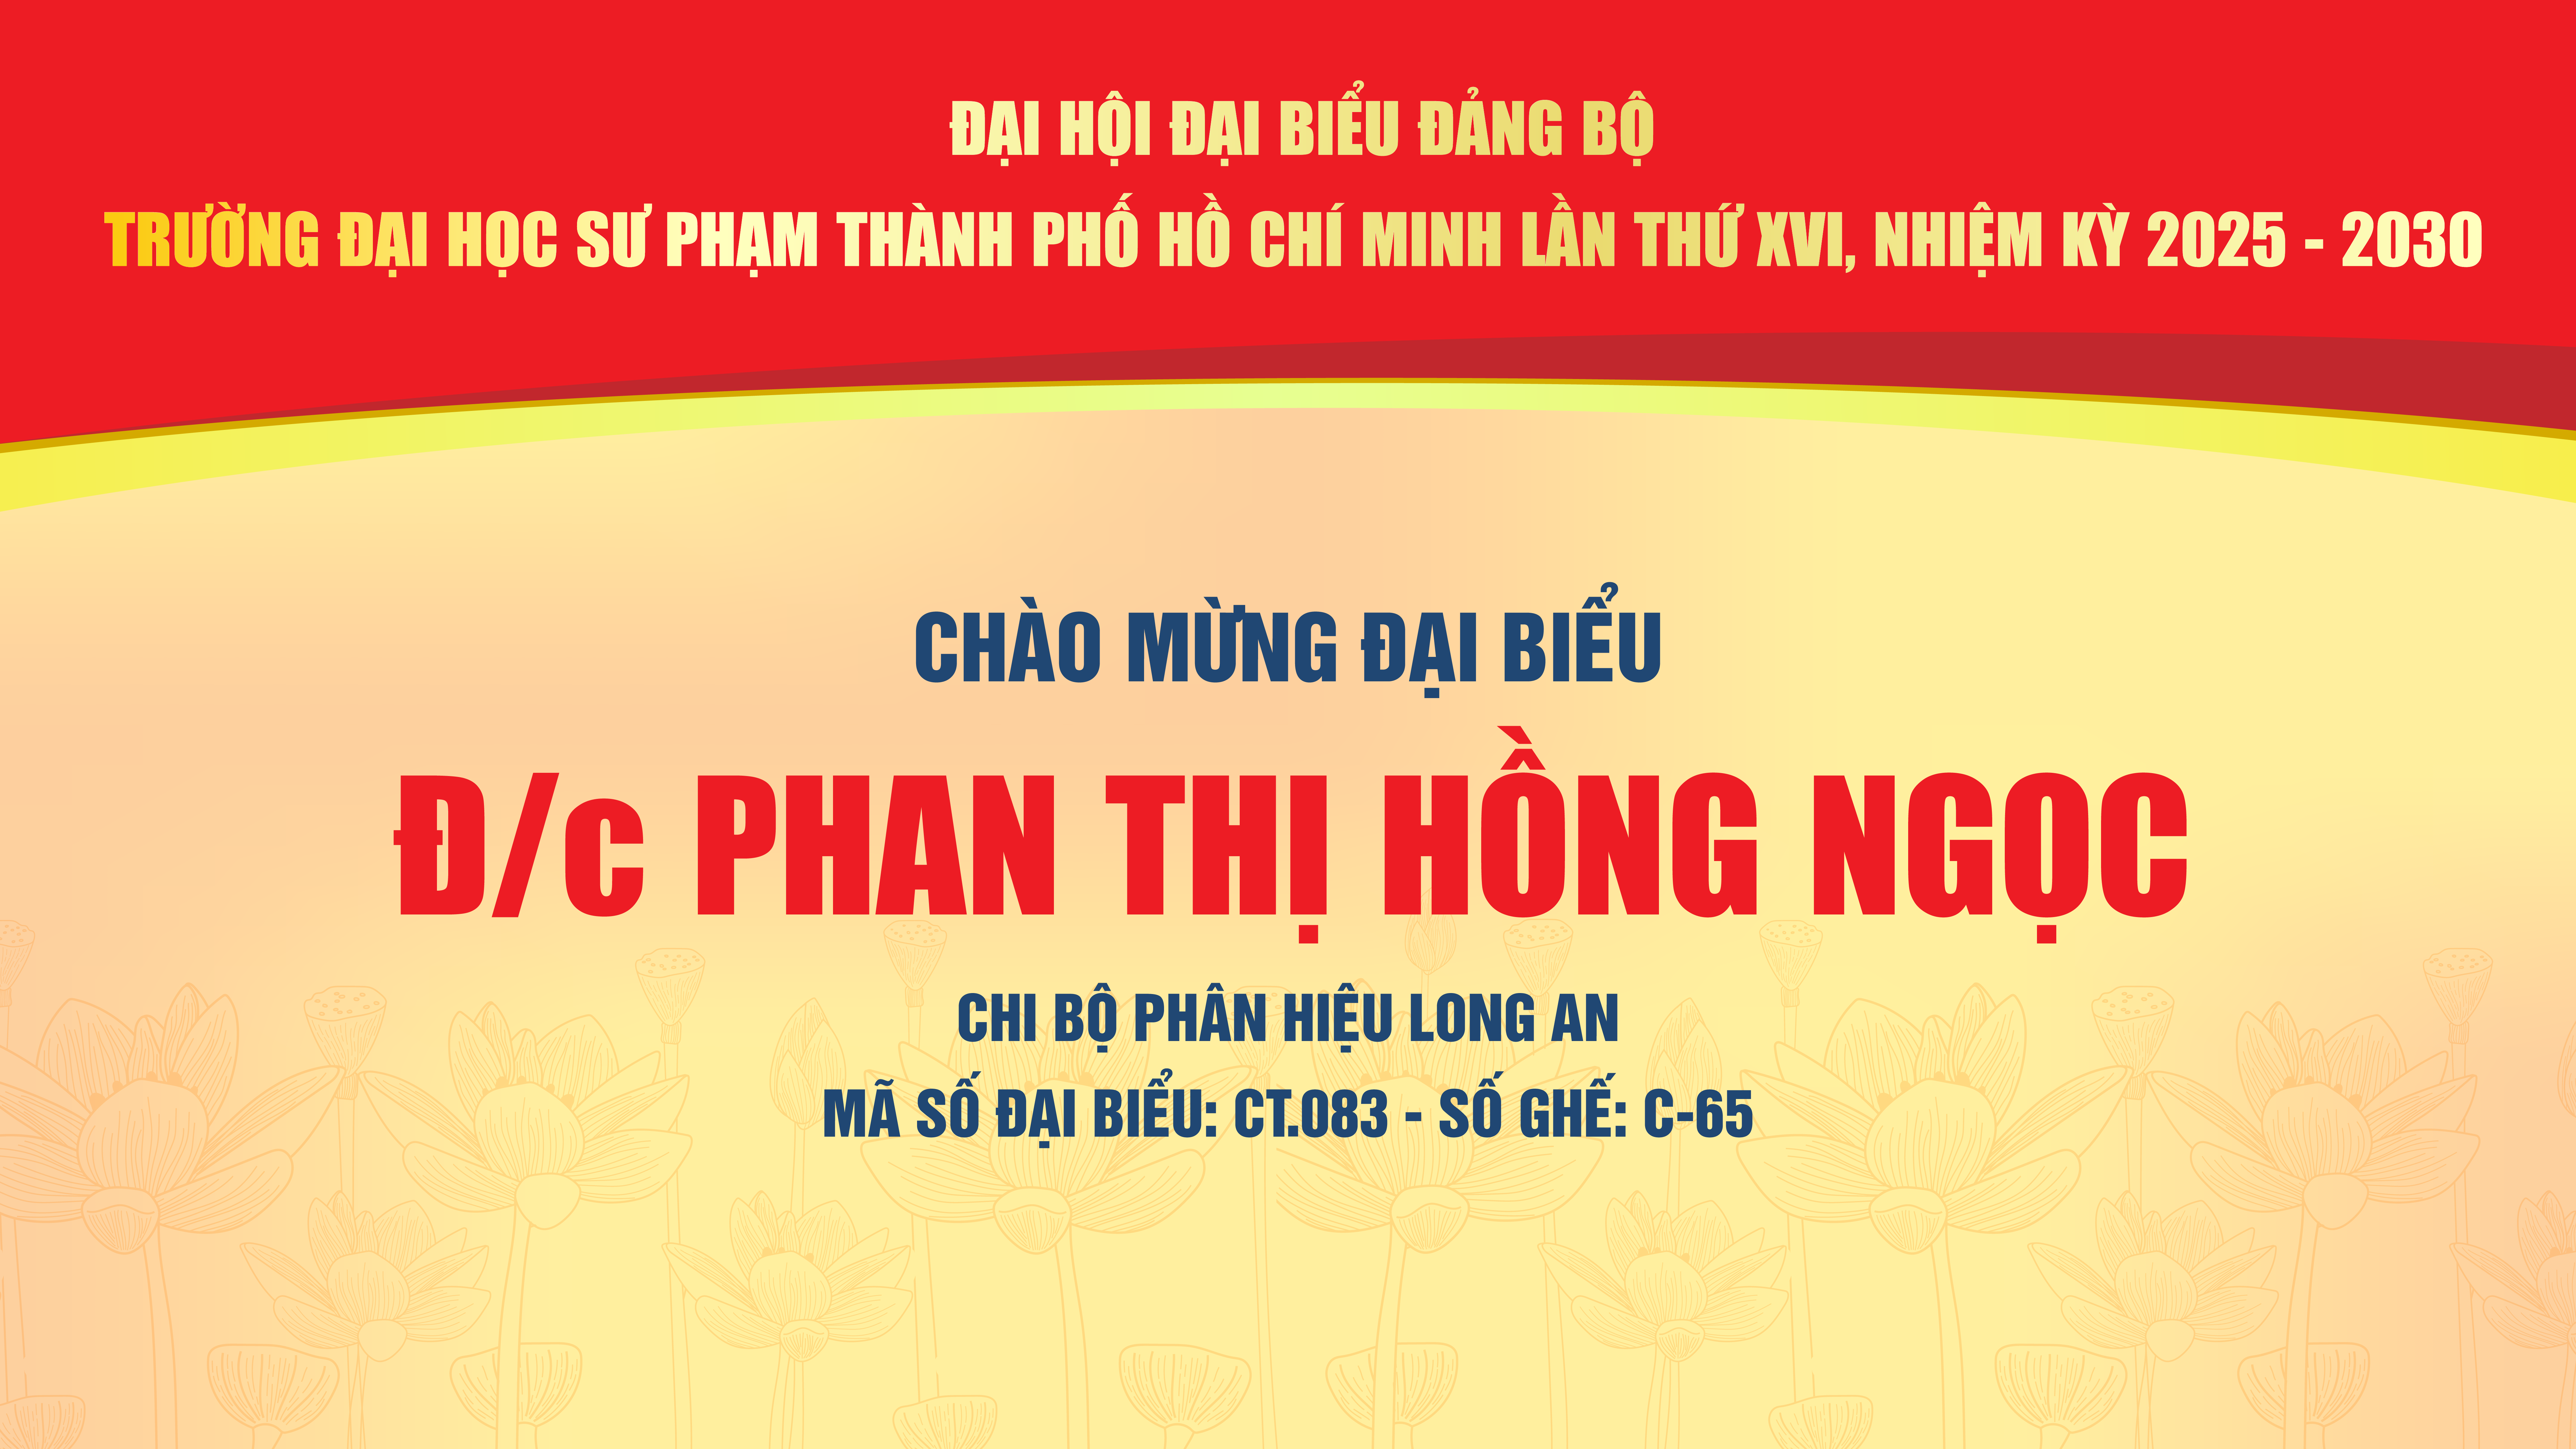 ĐẠI HỘI ĐẠI BIỂU ĐẢNG BỘ
TRƯỜNG ĐẠI HỌC SƯ PHẠM THÀNH PHỐ HỒ CHÍ MINH LẦN THỨ XVI, NHIỆM KỲ 2025 - 2030
CHÀO MỪNG ĐẠI BIỂU
Đ/c PHAN THỊ HỒNG NGỌC
CHI BỘ PHÂN HIỆU LONG AN
MÃ SỐ ĐẠI BIỂU: CT.083 - SỐ GHẾ: C-65